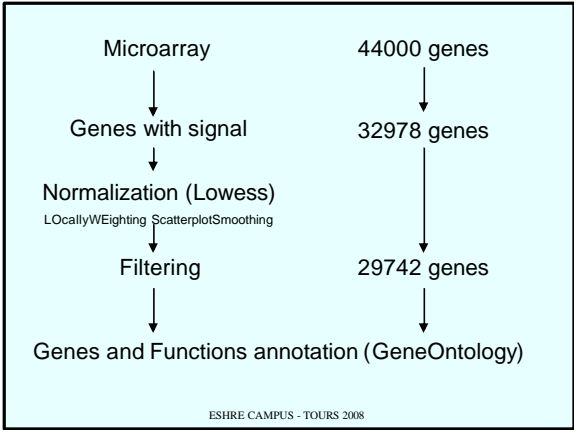 Microarray 44000 genes
Genes with signal 32978 genes
Normalization (Lowess)
LOcallyWEighting ScatterplotSmoothing
Filtering 29742 genes
Genes and Functions annotation (GeneOntology)
ESHRE CAMPUS - TOURS 2008